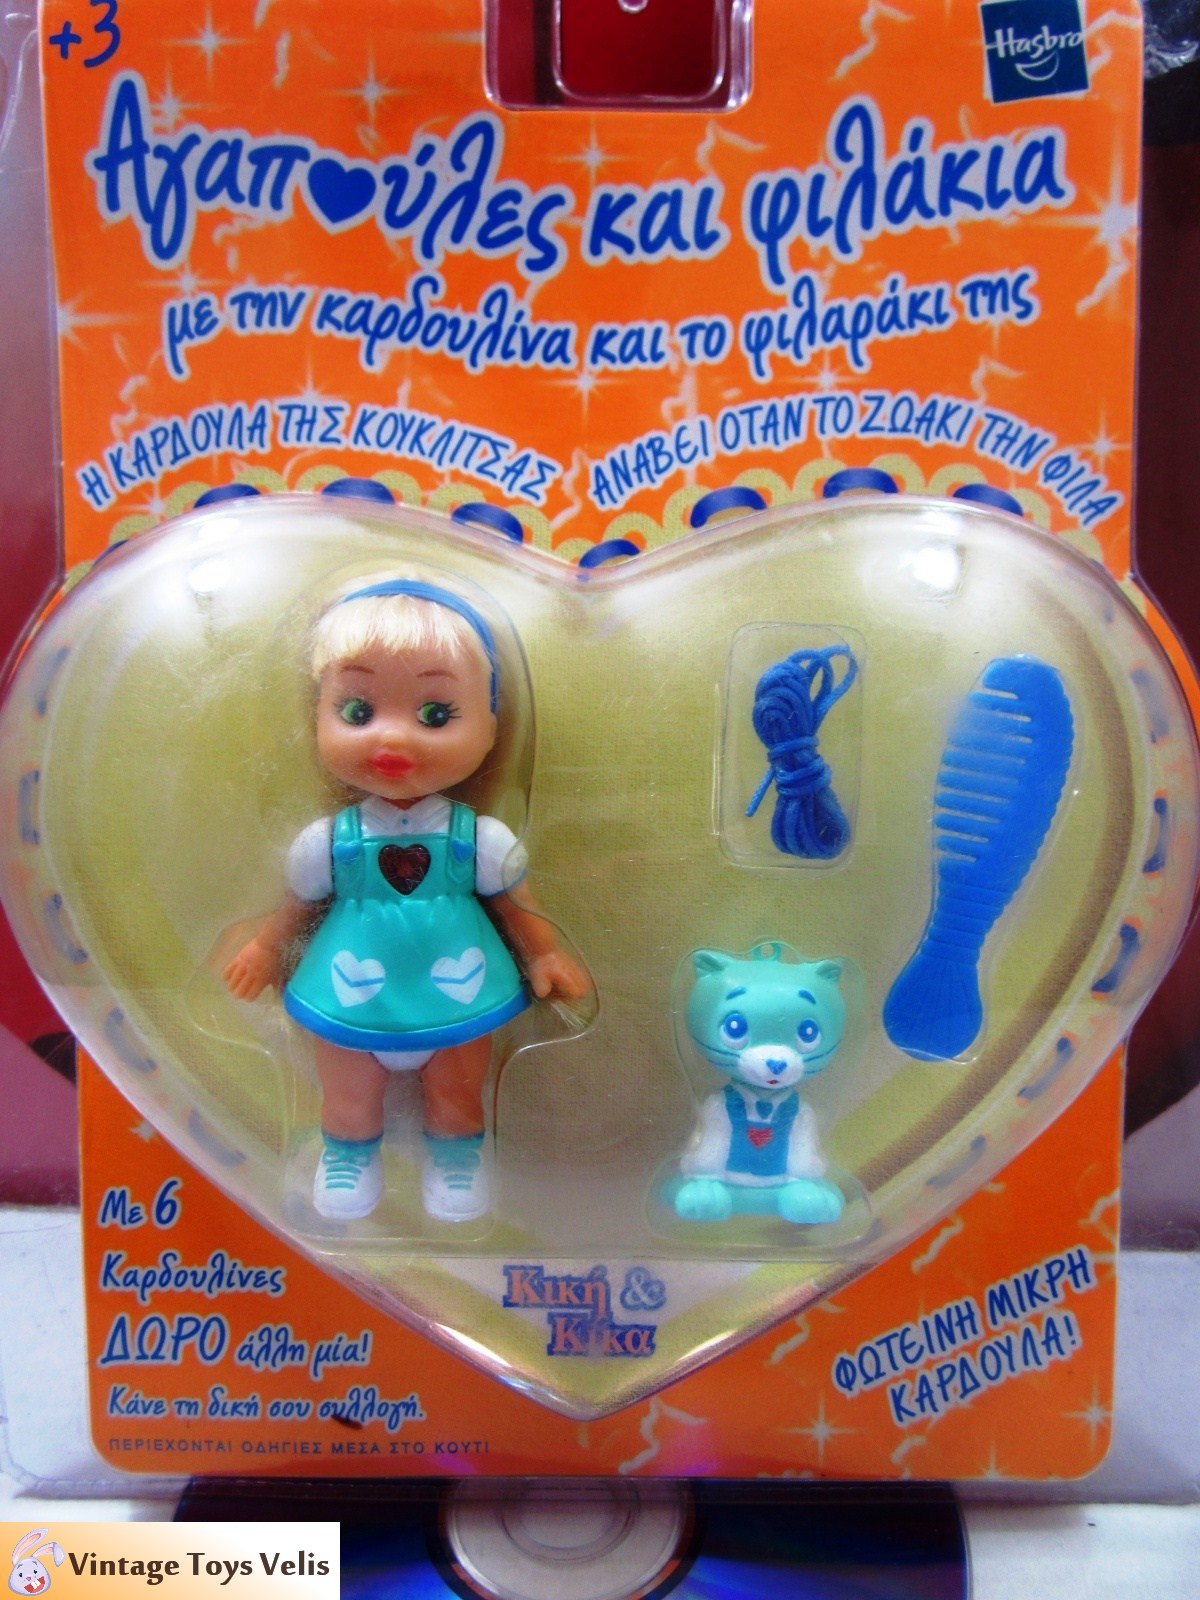 +3
Hasbro
Αγαπούλες και φιλάκια
με την καρδουλίνα και το φιλαράκι της
Η ΚΑΡΔΟΥΛΑ ΤΗΣ ΚΟΥΚΛΙΤΣΑΣ ΑΝΑΒΕΙ ΟΤΑΝ ΤΟ ΖΩΑΚΙ ΤΗΝ ΦΙΛΑ
Με 6
Καρδουλίνες
ΔΩΡΟ άλλη μία!
Κάνε τη δική σου συλλογή.
ΠΕΡΙΕΧΟΝΤΑΙ ΟΔΗΓΙΕΣ ΜΕΣΑ ΣΤΟ ΚΟΥΤΙ
Κική &
Κίκα
ΦΩΤΕΙΝΗ ΜΙΚΡΗ
ΚΑΡΔΟΥΛΑ!
Vintage Toys Velis